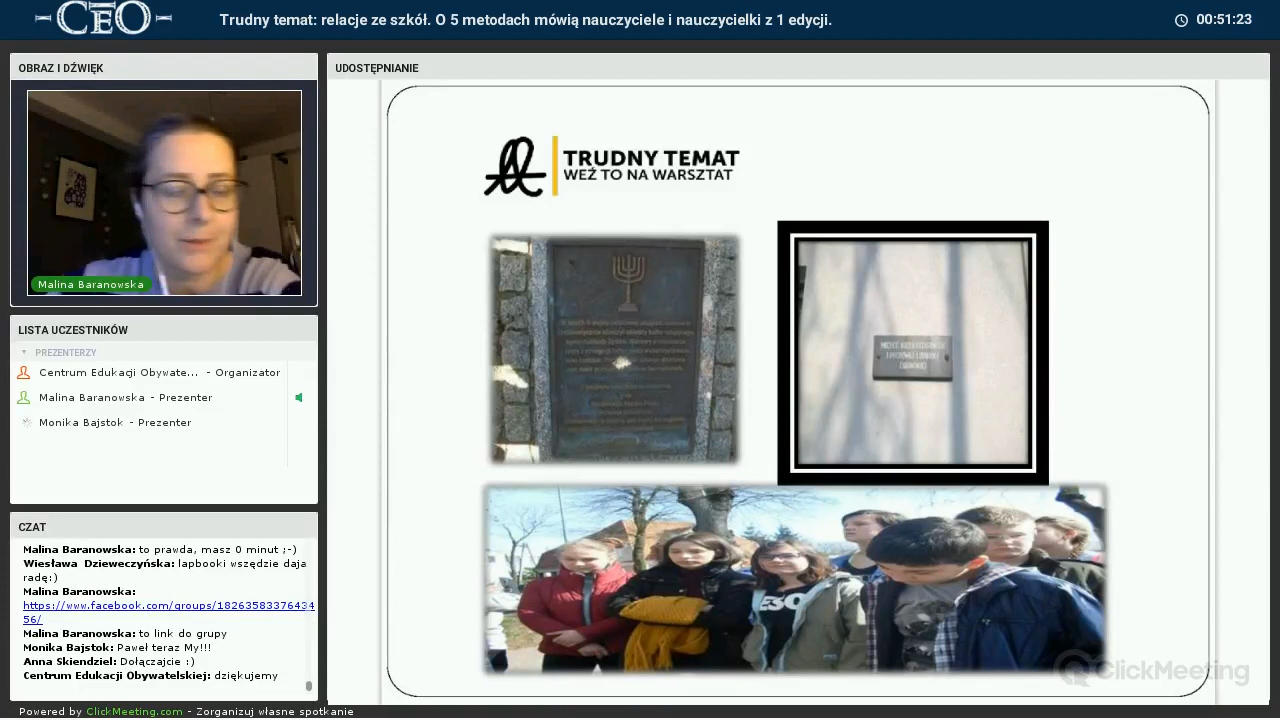 CEO
Trudny temat: relacje ze szkół. O 5 metodach mówią nauczyciele i nauczycielki z 1 edycji.
00:51:23
OBRAZ I DŹWIĘK
Malina Baranowska
LISTA UCZESTNIKÓW
PREZENTERZY
Centrum Edukacji Obywate... - Organizator
Malina Baranowska - Prezenter
Monika Bajstok - Prezenter
CZAT
Malina Baranowska: to prawda, masz 0 minut ;-)
Wiesława Dzieweczyńska: lapbooki wszędzie daja
radę:)
Malina Baranowska:
https://www.facebook.com/groups/18263583376434
56/
Malina Baranowska: to link do grupy
Monika Bajstok: Paweł teraz My!!!
Anna Skiendziel: Dołączajcie :)
Centrum Edukacji Obywatelskiej: dziękujemy
UDOSTĘPNIANIE
TRUDNY TEMAT
WEŹ TO NA WARSZTAT
ClickMeeting
Powered by ClickMeeting.com - Zorganizuj własne spotkanie